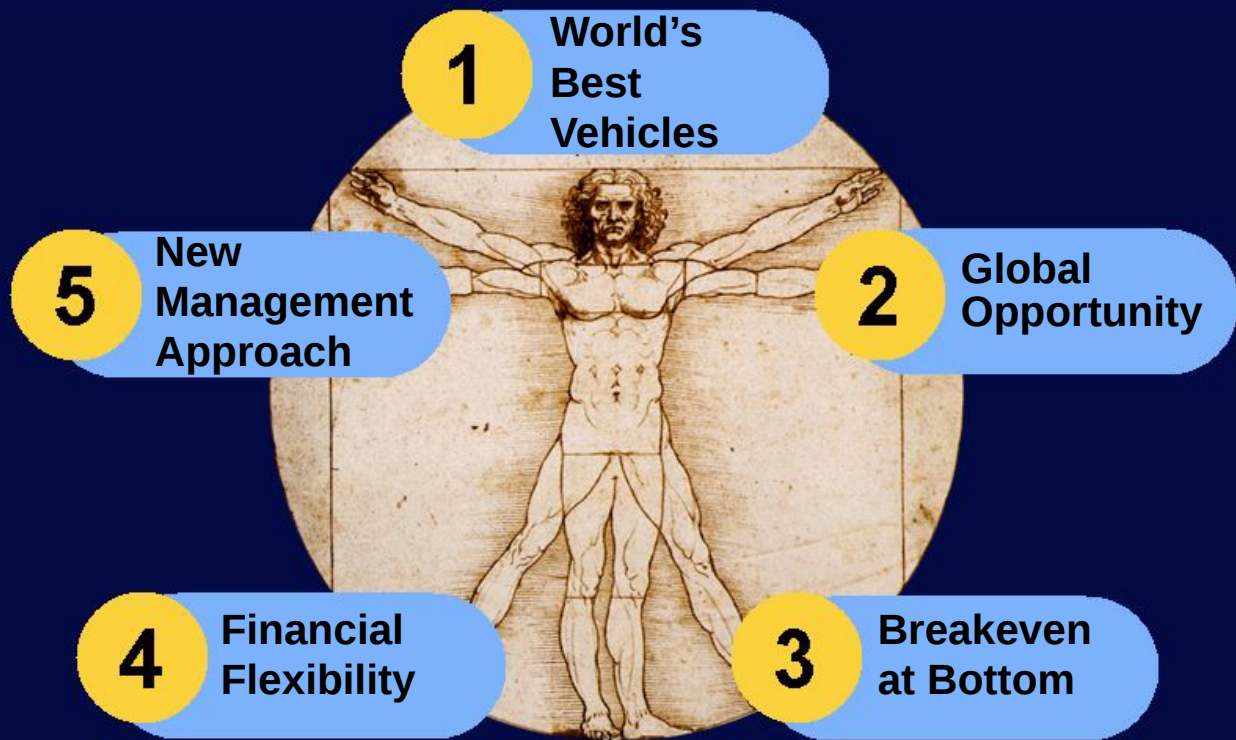 1
World’s
Best
Vehicles
2
Global
Opportunity
3
Breakeven
at Bottom
4
Financial
Flexibility
5
New
Management
Approach